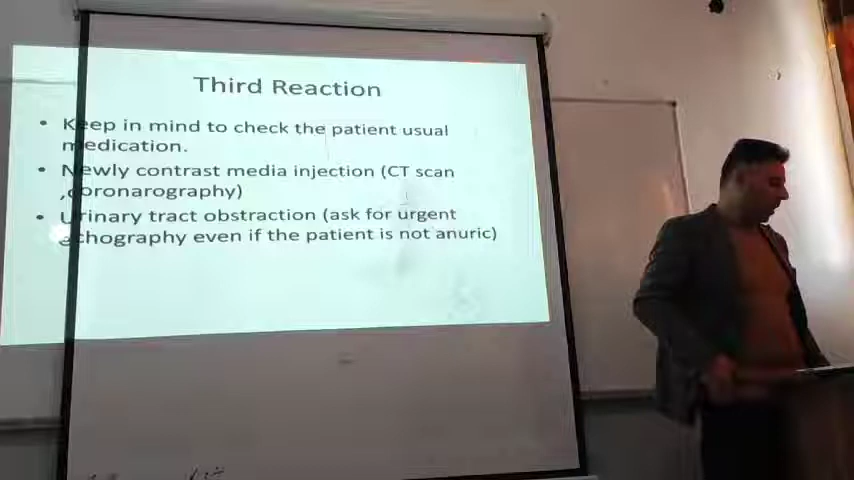 Third Reaction
• Keep in mind to check the patient usual
medication.
• Newly contrast media injection (CT scan
,coronarography)
• Urinary tract obstraction (ask for urgent
echography even if the patient is not anuric)